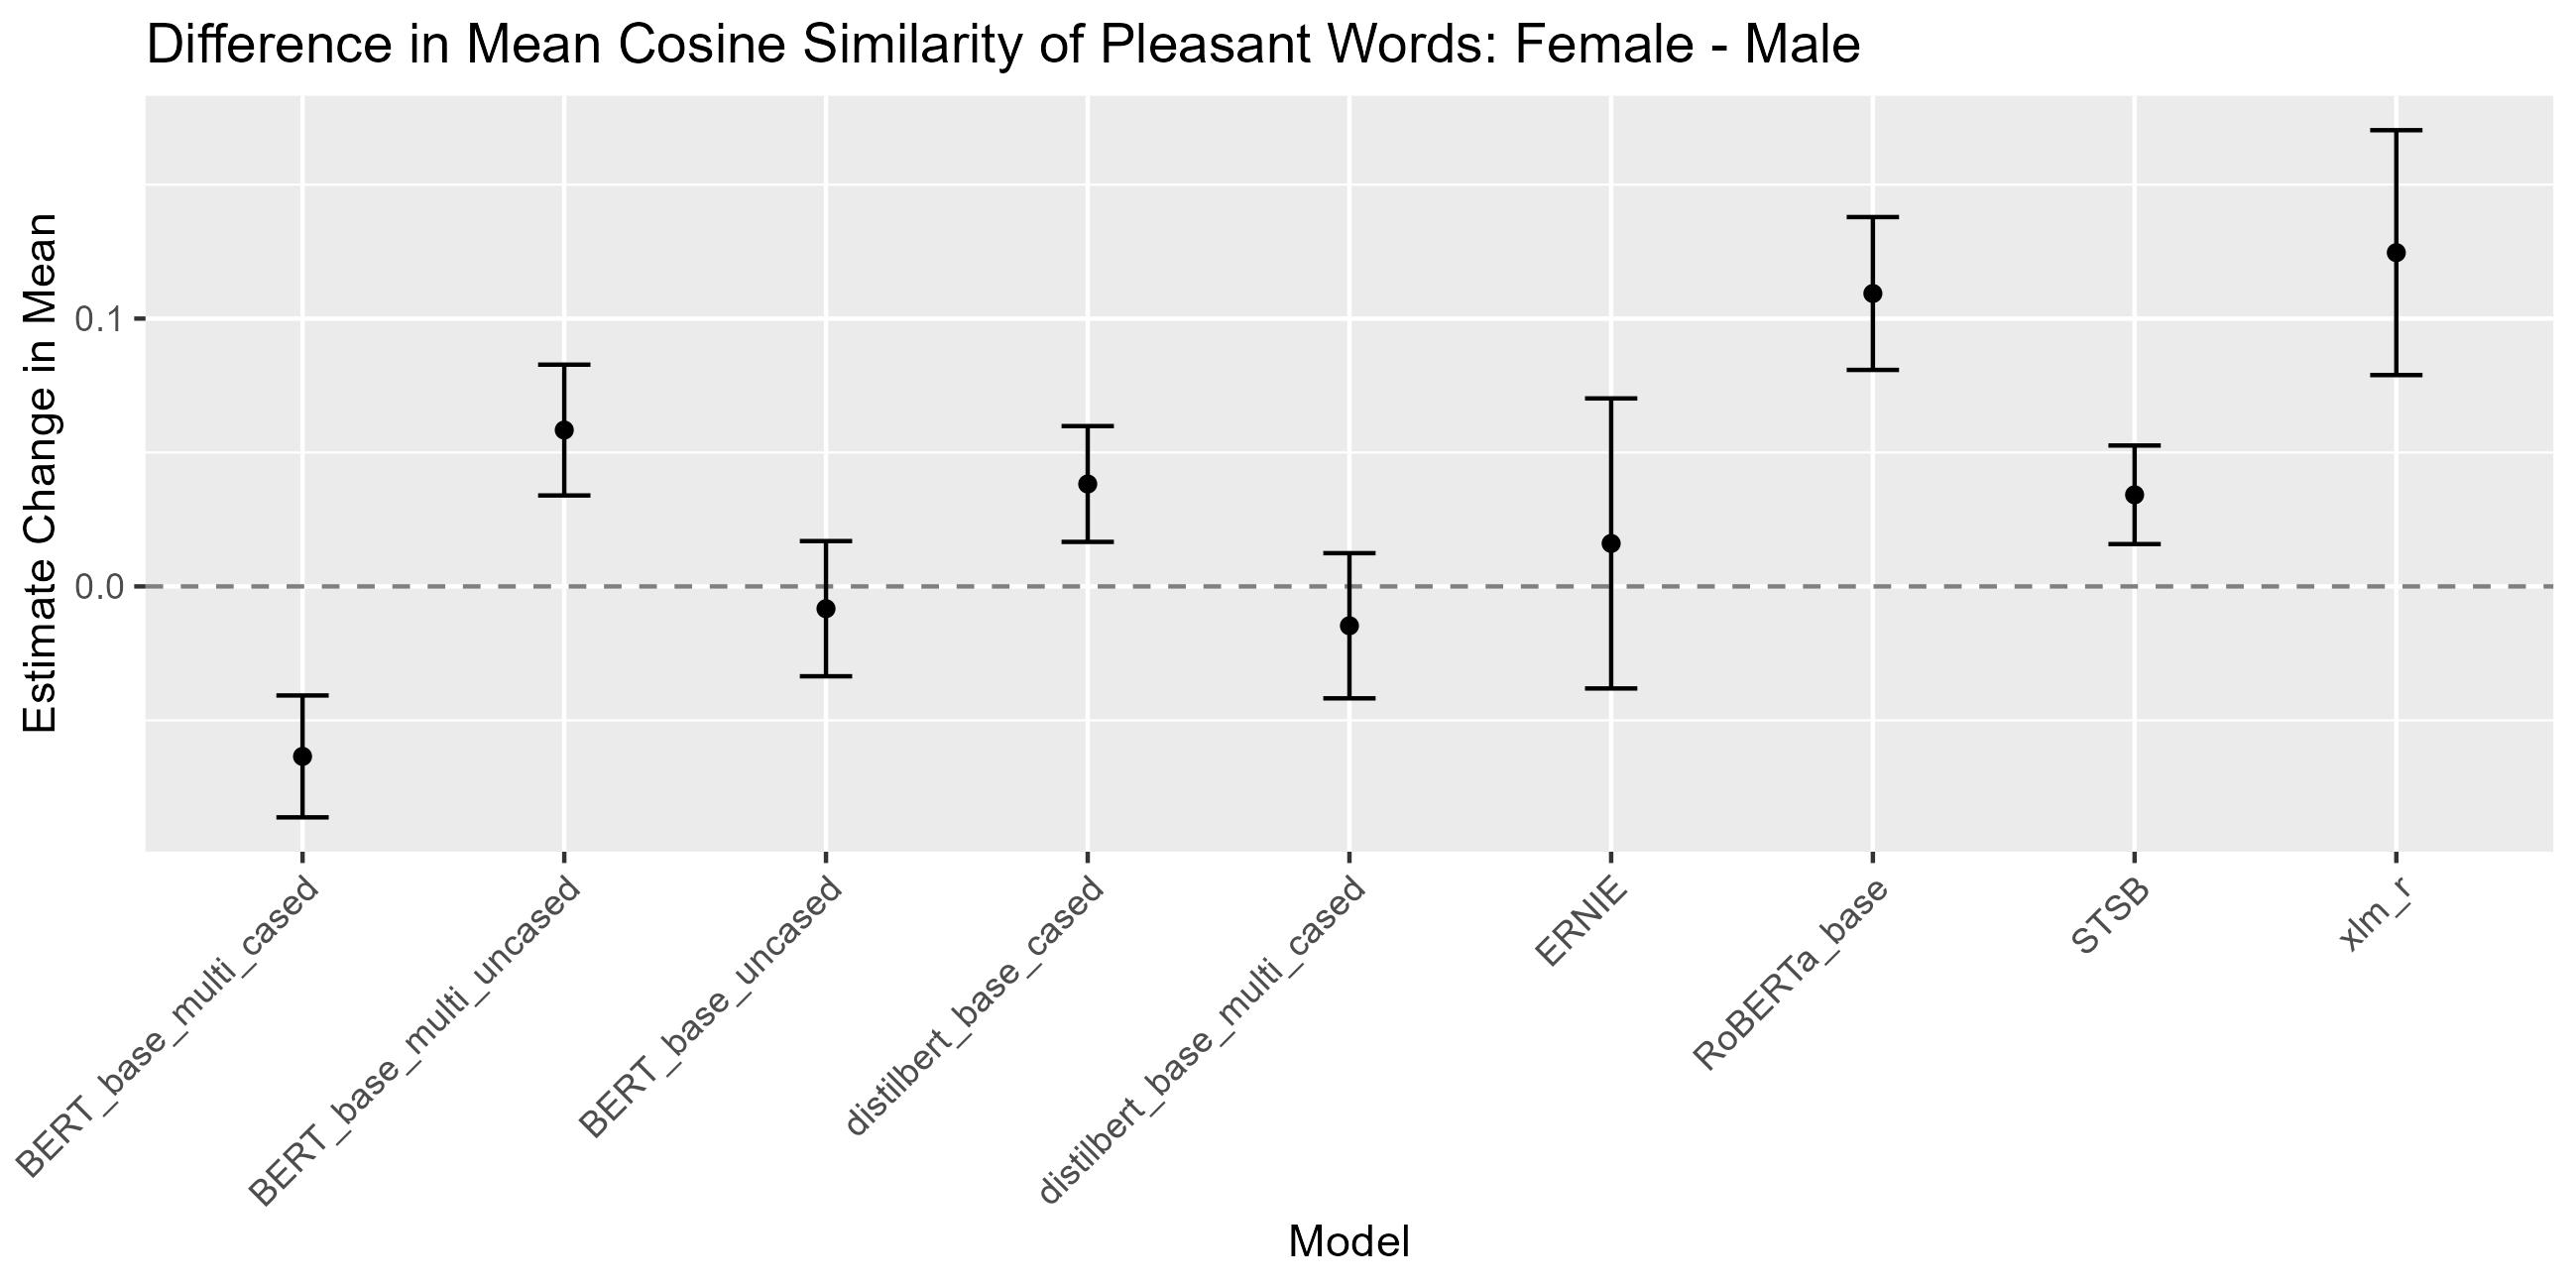 Difference in Mean Cosine Similarity of Pleasant Words: Female - Male
Estimate Change in Mean
0.1
0.0
BERT_base_multi_cased
BERT_base_multi_uncased
BERT_base_uncased
distilbert_base_cased
distilbert_base_multi_cased
ERNIE
RoBERTa_base
STSB
xlm_r
Model